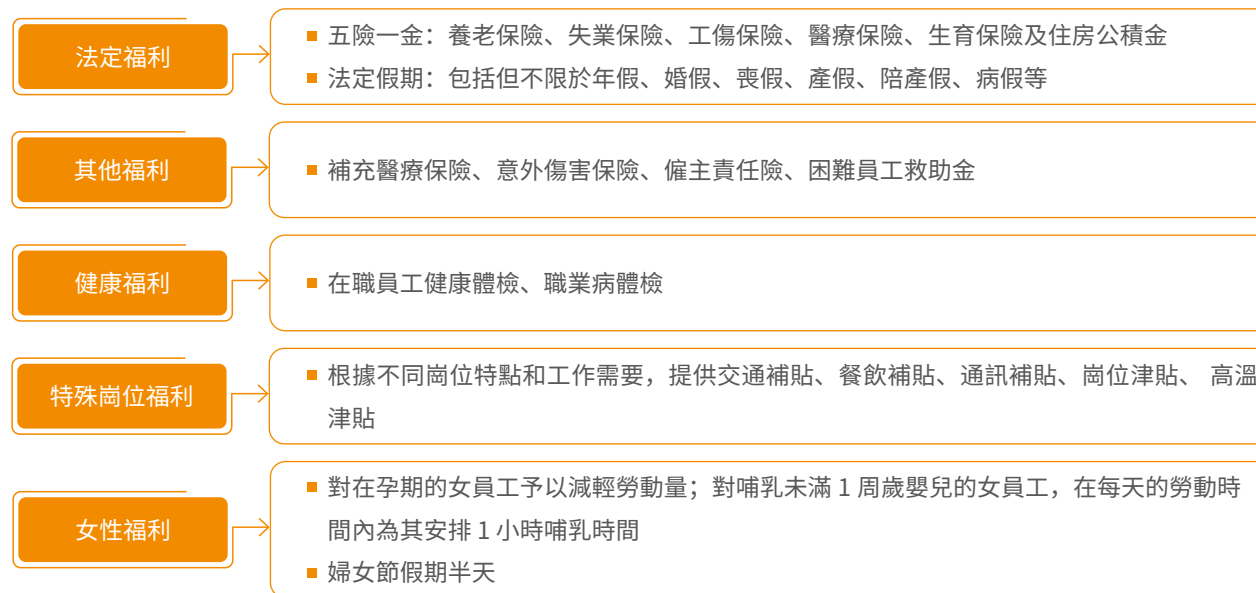 法定福利
五險一金：養老保險、失業保險、工傷保險、醫療保險、生育保險及住房公積金
法定假期：包括但不限於年假、婚假、喪假、產假、陪產假、病假等
其他福利
補充醫療保險、意外傷害保險、僱主責任險、困難員工救助金
健康福利
在職員工健康體檢、職業病體檢
特殊崗位福利
根據不同崗位特點和工作需要，提供交通補貼、餐飲補貼、通訊補貼、崗位津貼、 高溫
津貼
女性福利
對在孕期的女員工予以減輕勞動量；對哺乳未滿 1 周歲嬰兒的女員工，在每天的勞動時
間內為其安排 1 小時哺乳時間
婦女節假期半天